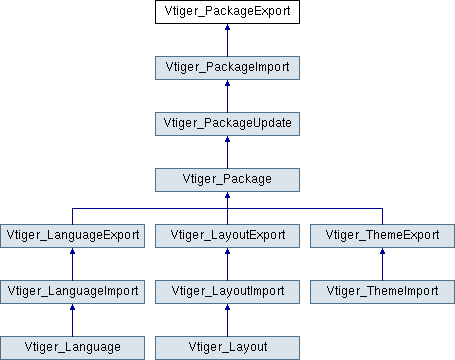 Vtiger_PackageExport
Vtiger_PackageImport
Vtiger_PackageUpdate
Vtiger_Package
Vtiger_LanguageExport
Vtiger_LayoutExport
Vtiger_ThemeExport
Vtiger_LanguageImport
Vtiger_LayoutImport
Vtiger_ThemeImport
Vtiger_Language
Vtiger_Layout